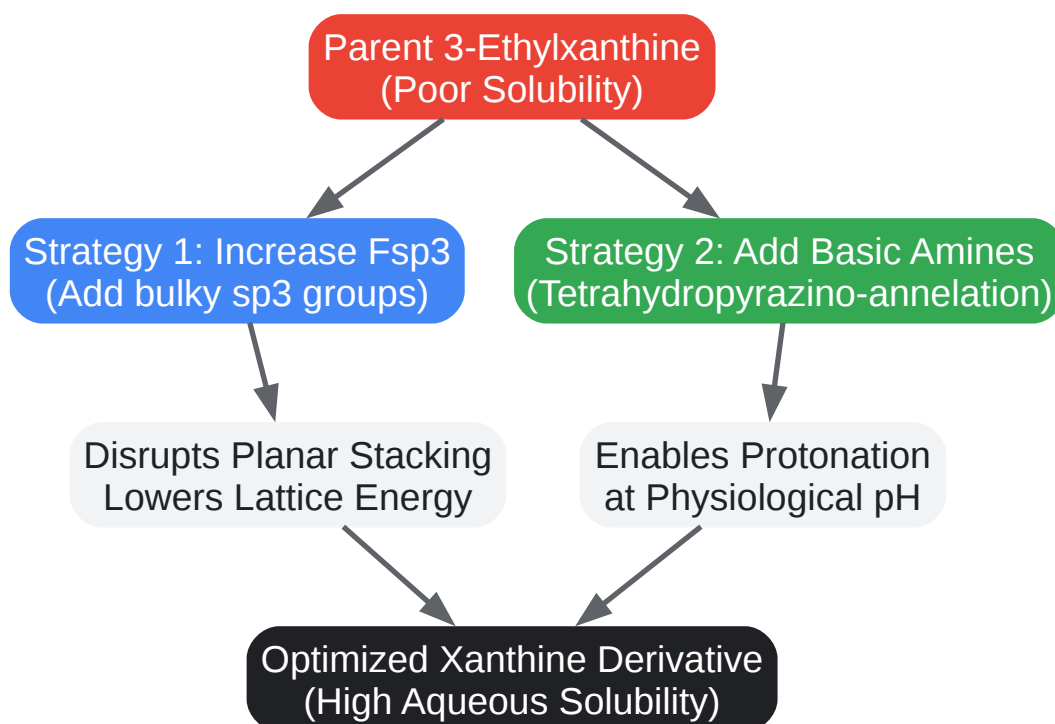 Parent 3-Ethylxanthine
(Poor Solubility)
Strategy 1: Increase Fsp3
(Add bulky sp3 groups)
Strategy 2: Add Basic Amines
(Tetrahydropyrazino-annelation)
Disrupts Planar Stacking
Lowers Lattice Energy
Enables Protonation
at Physiological pH
Optimized Xanthine Derivative
(High Aqueous Solubility)